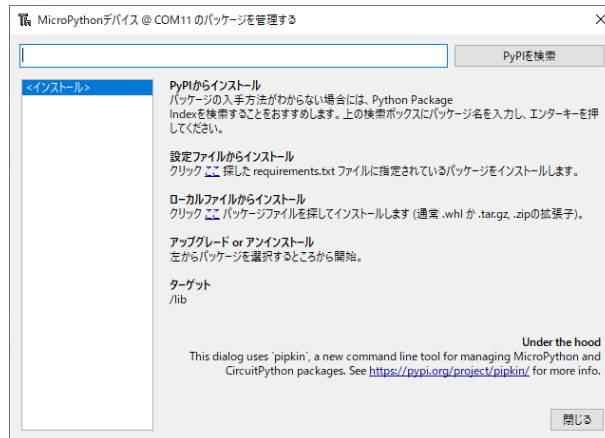 MicroPythonデバイス @ COM11 のパッケージを管理する
PyPIを検索
<インストール>
PyPIからインストール
パッケージの入手方法がわからない場合には、Python Package
Indexを検索することをおすすめします。上の検索ボックスにパッケージ名を入力し、エンターキーを押
してください。
設定ファイルからインストール
クリック ここ 探した requirements.txt ファイルに指定されているパッケージをインストールします。
ローカルファイルからインストール
クリック ここ パッケージファイルを探してインストールします (通常 .whl か .tar.gz, .zipの拡張子)。
アップグレード or アンインストール
左からパッケージを選択するところから開始。
ターゲット
/lib
Under the hood
This dialog uses `pipkin`, a new command line tool for managing MicroPython and
CircuitPython packages. See https://pypi.org/project/pipkin/ for more info.
閉じる